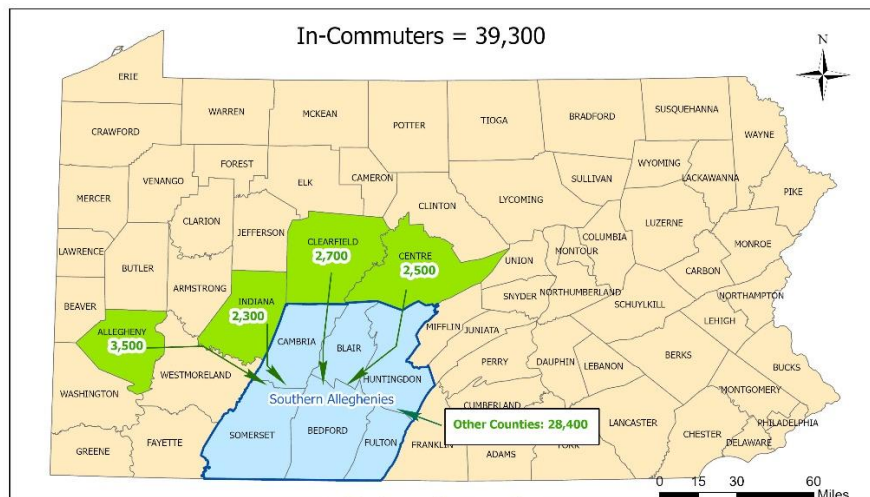 In-Commuters = 39,300
N
ERIE
WARREN
MCKEAN
POTTER
TIOGA
BRADFORD
SUSQUEHANNA
WAYNE
CRAWFORD
FOREST
CAMERON
WYOMING
LACKAWANNA
SULLIVAN
PIKE
MERCER
VENANGO
ELK
CLINTON
LYCOMING
CLARION
JEFFERSON
LUZERNE
LAWRENCE
BUTLER
CLEARFIELD
2,700
CENTRE
2,500
UNION
MONTOUR
COLUMBIA
MONROE
CARBON
ARMSTRONG
INDIANA
2,300
SNYDER
NORTHUMBERLAND
SCHUYLKILL
NORTHAMPTON
LEHIGH
BEAVER
ALLEGHENY
3,500
CAMBRIA
BLAIR
MIFFLIN
JUNIATA
WESTMORELAND
HUNTINGDON
PERRY
DAUPHIN
LEBANON
BERKS
BUCKS
MONTGOMERY
WASHINGTON
Southern Alleghenies
CUMBERLAND
PHILADELPHIA
Other Counties: 28,400
LANCASTER
CHESTER
DELAWARE
GREENE
FAYETTE
SOMERSET
BEDFORD
FULTON
FRANKLIN
ADAMS
YORK
0 15 30 60
Miles